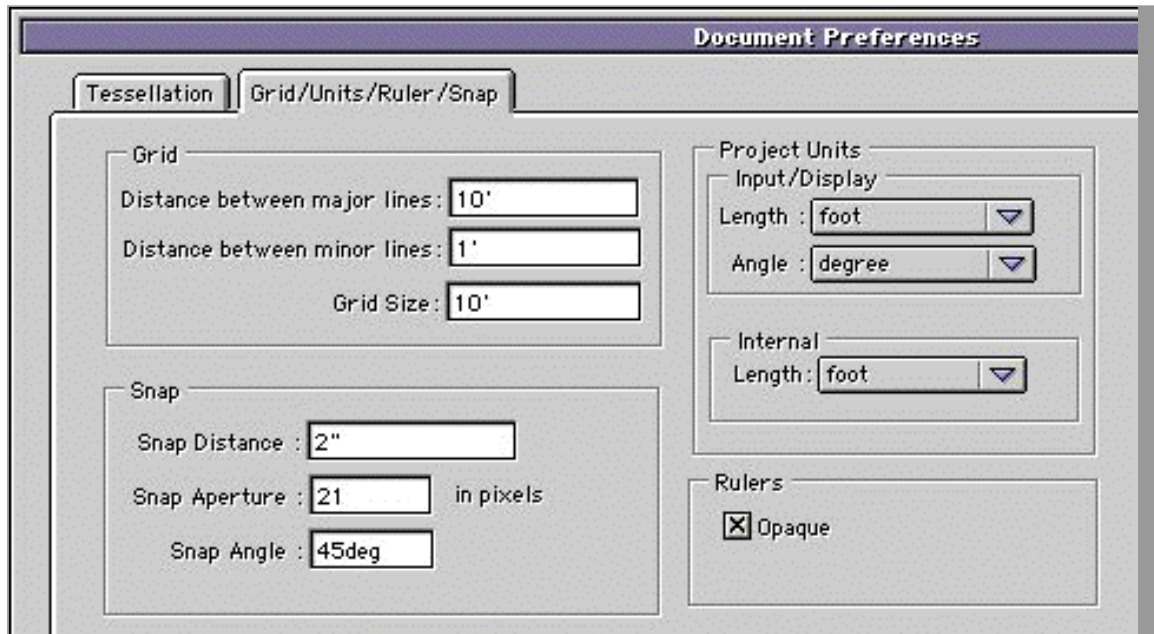 Document Preferences
Tessellation
Grid/Units/Ruler/Snap
Grid
Distance between major lines: 10'
Distance between minor lines: 1'
Grid Size: 10'
Snap
Snap Distance : 2"
Snap Aperture : 21 in pixels
Snap Angle : 45deg
Project Units
Input/Display
Length : foot
Angle : degree
Internal
Length: foot
Rulers
Opaque